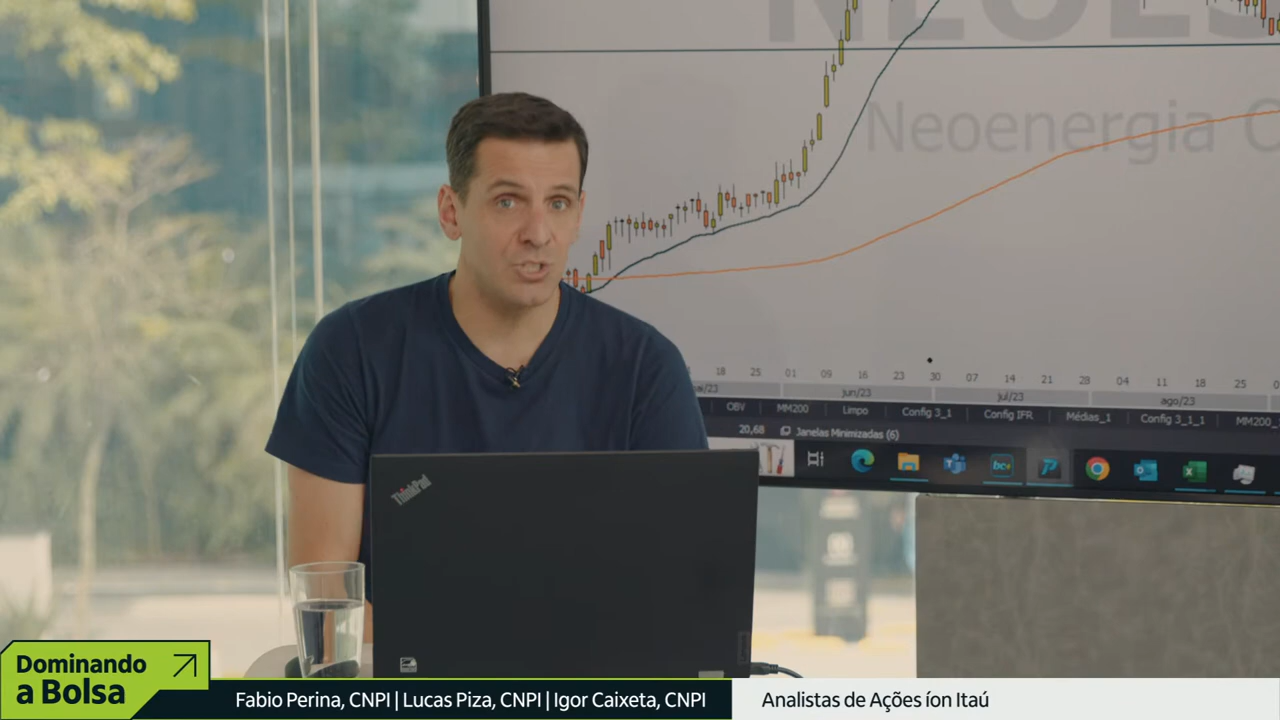 NEOE
Neoenergia
18 25 01 09 16 23 30 07 14 21 28 04 11 18 25
jun/23 jul/23 ago/23
OBV MM200 Limpo Config 3_1 Config IFR Médias_1 Config 3_1_1 MM200_
20,68 Janelas Minimizadas (6)
bc
ThinkPad
Dominando
a Bolsa
Fabio Perina, CNPI | Lucas Piza, CNPI | Igor Caixeta, CNPI
Analistas de Ações íon Itaú